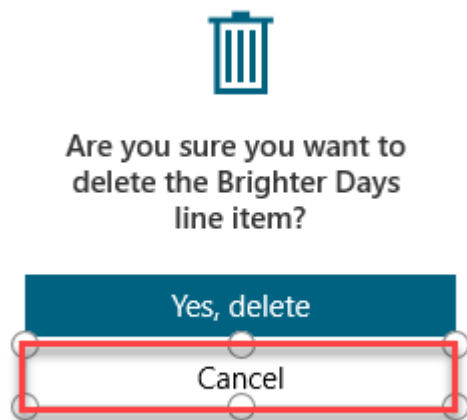 Are you sure you want to
delete the Brighter Days
line item?
Yes, delete
Cancel